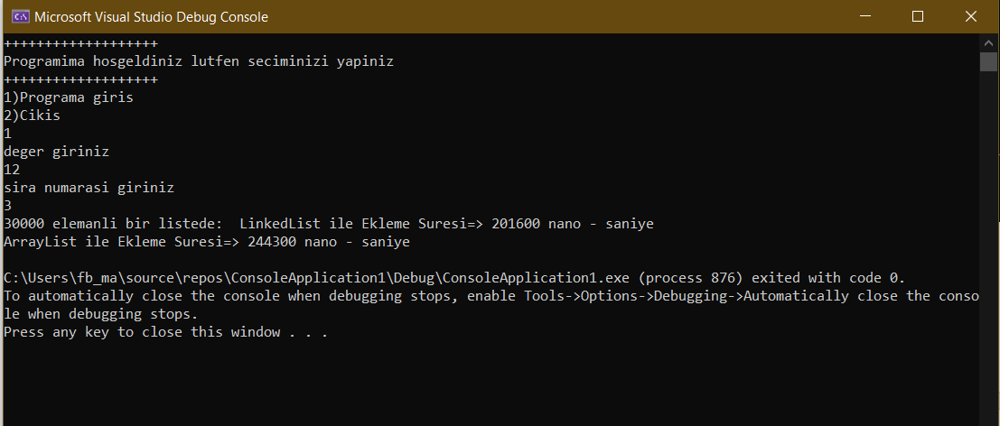 Microsoft Visual Studio Debug Console
+++++++++++++++++++
Programima hosgeldiniz lutfen seciminizi yapiniz
+++++++++++++++++++
1)Programa giris
2)Cikis
1
deger giriniz
12
sira numarasi giriniz
3
30000 elemanli bir listede:  LinkedList ile Ekleme Suresi=> 201600 nano - saniye
ArrayList ile Ekleme Suresi=> 244300 nano - saniye
C:\Users\fb_ma\source\repos\ConsoleApplication1\Debug\ConsoleApplication1.exe (process 876) exited with code 0.
To automatically close the console when debugging stops, enable Tools->Options->Debugging->Automatically close the conso
le when debugging stops.
Press any key to close this window . . .